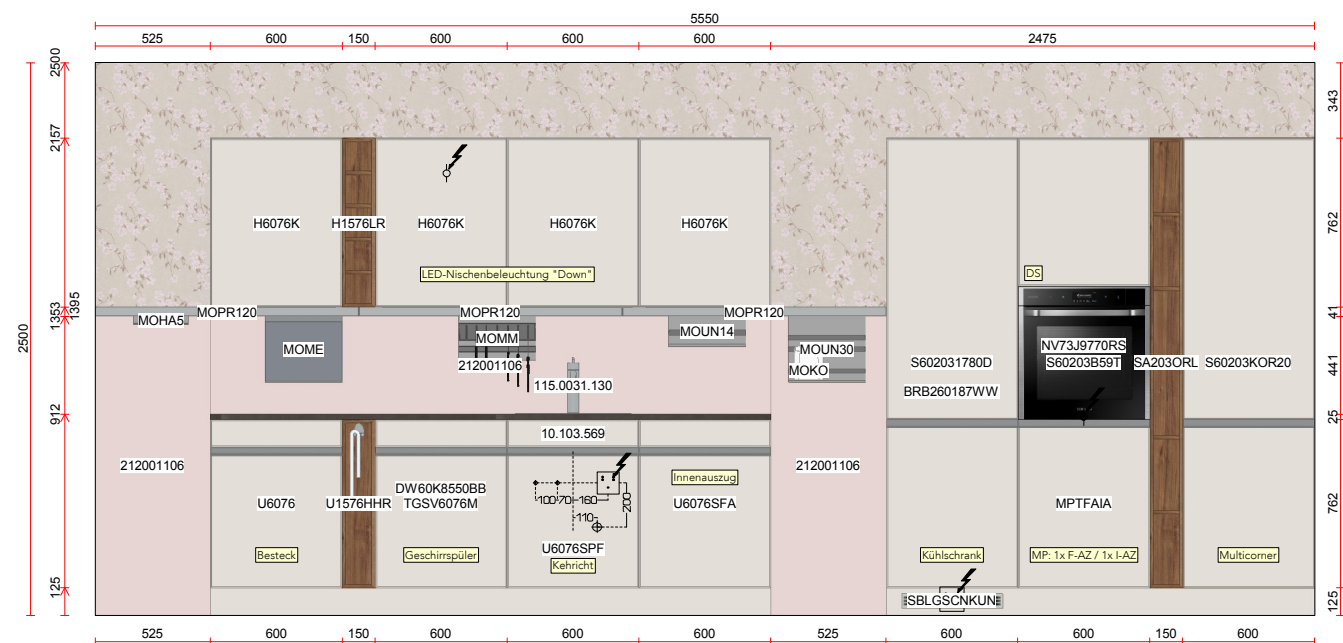 5550
525 600 150 600 600 600 2475
2500
2500
2157
1353
1395
912
125
343
762
41
441
25
762
125
H6076K H1576LR H6076K H6076K H6076K
LED-Nischenbeleuchtung "Down"
DS
MOPR120 MOPR120 MOPR120
MOHA5
MOME
MOMM
212001106
MOUN14
MOUN30
MOKO
115.0031.130
NV73J9770RS
S60203B59T
S602031780D
BRB260187WW
SA203ORL
S60203KOR20
10.103.569
212001106
212001106
U6076
U1576HHR
DW60K8550BB
TGSV6076M
Innenauszug
U6076SFA
100 70 160
200
110
U6076SPF
Kehricht
MPTFAIA
Besteck
Geschirrspüler
Kühlschrank
MP: 1x F-AZ / 1x I-AZ
Multicorner
SBLGSCNKUN
525 600 150 600 600 600 525 600 600 150 600